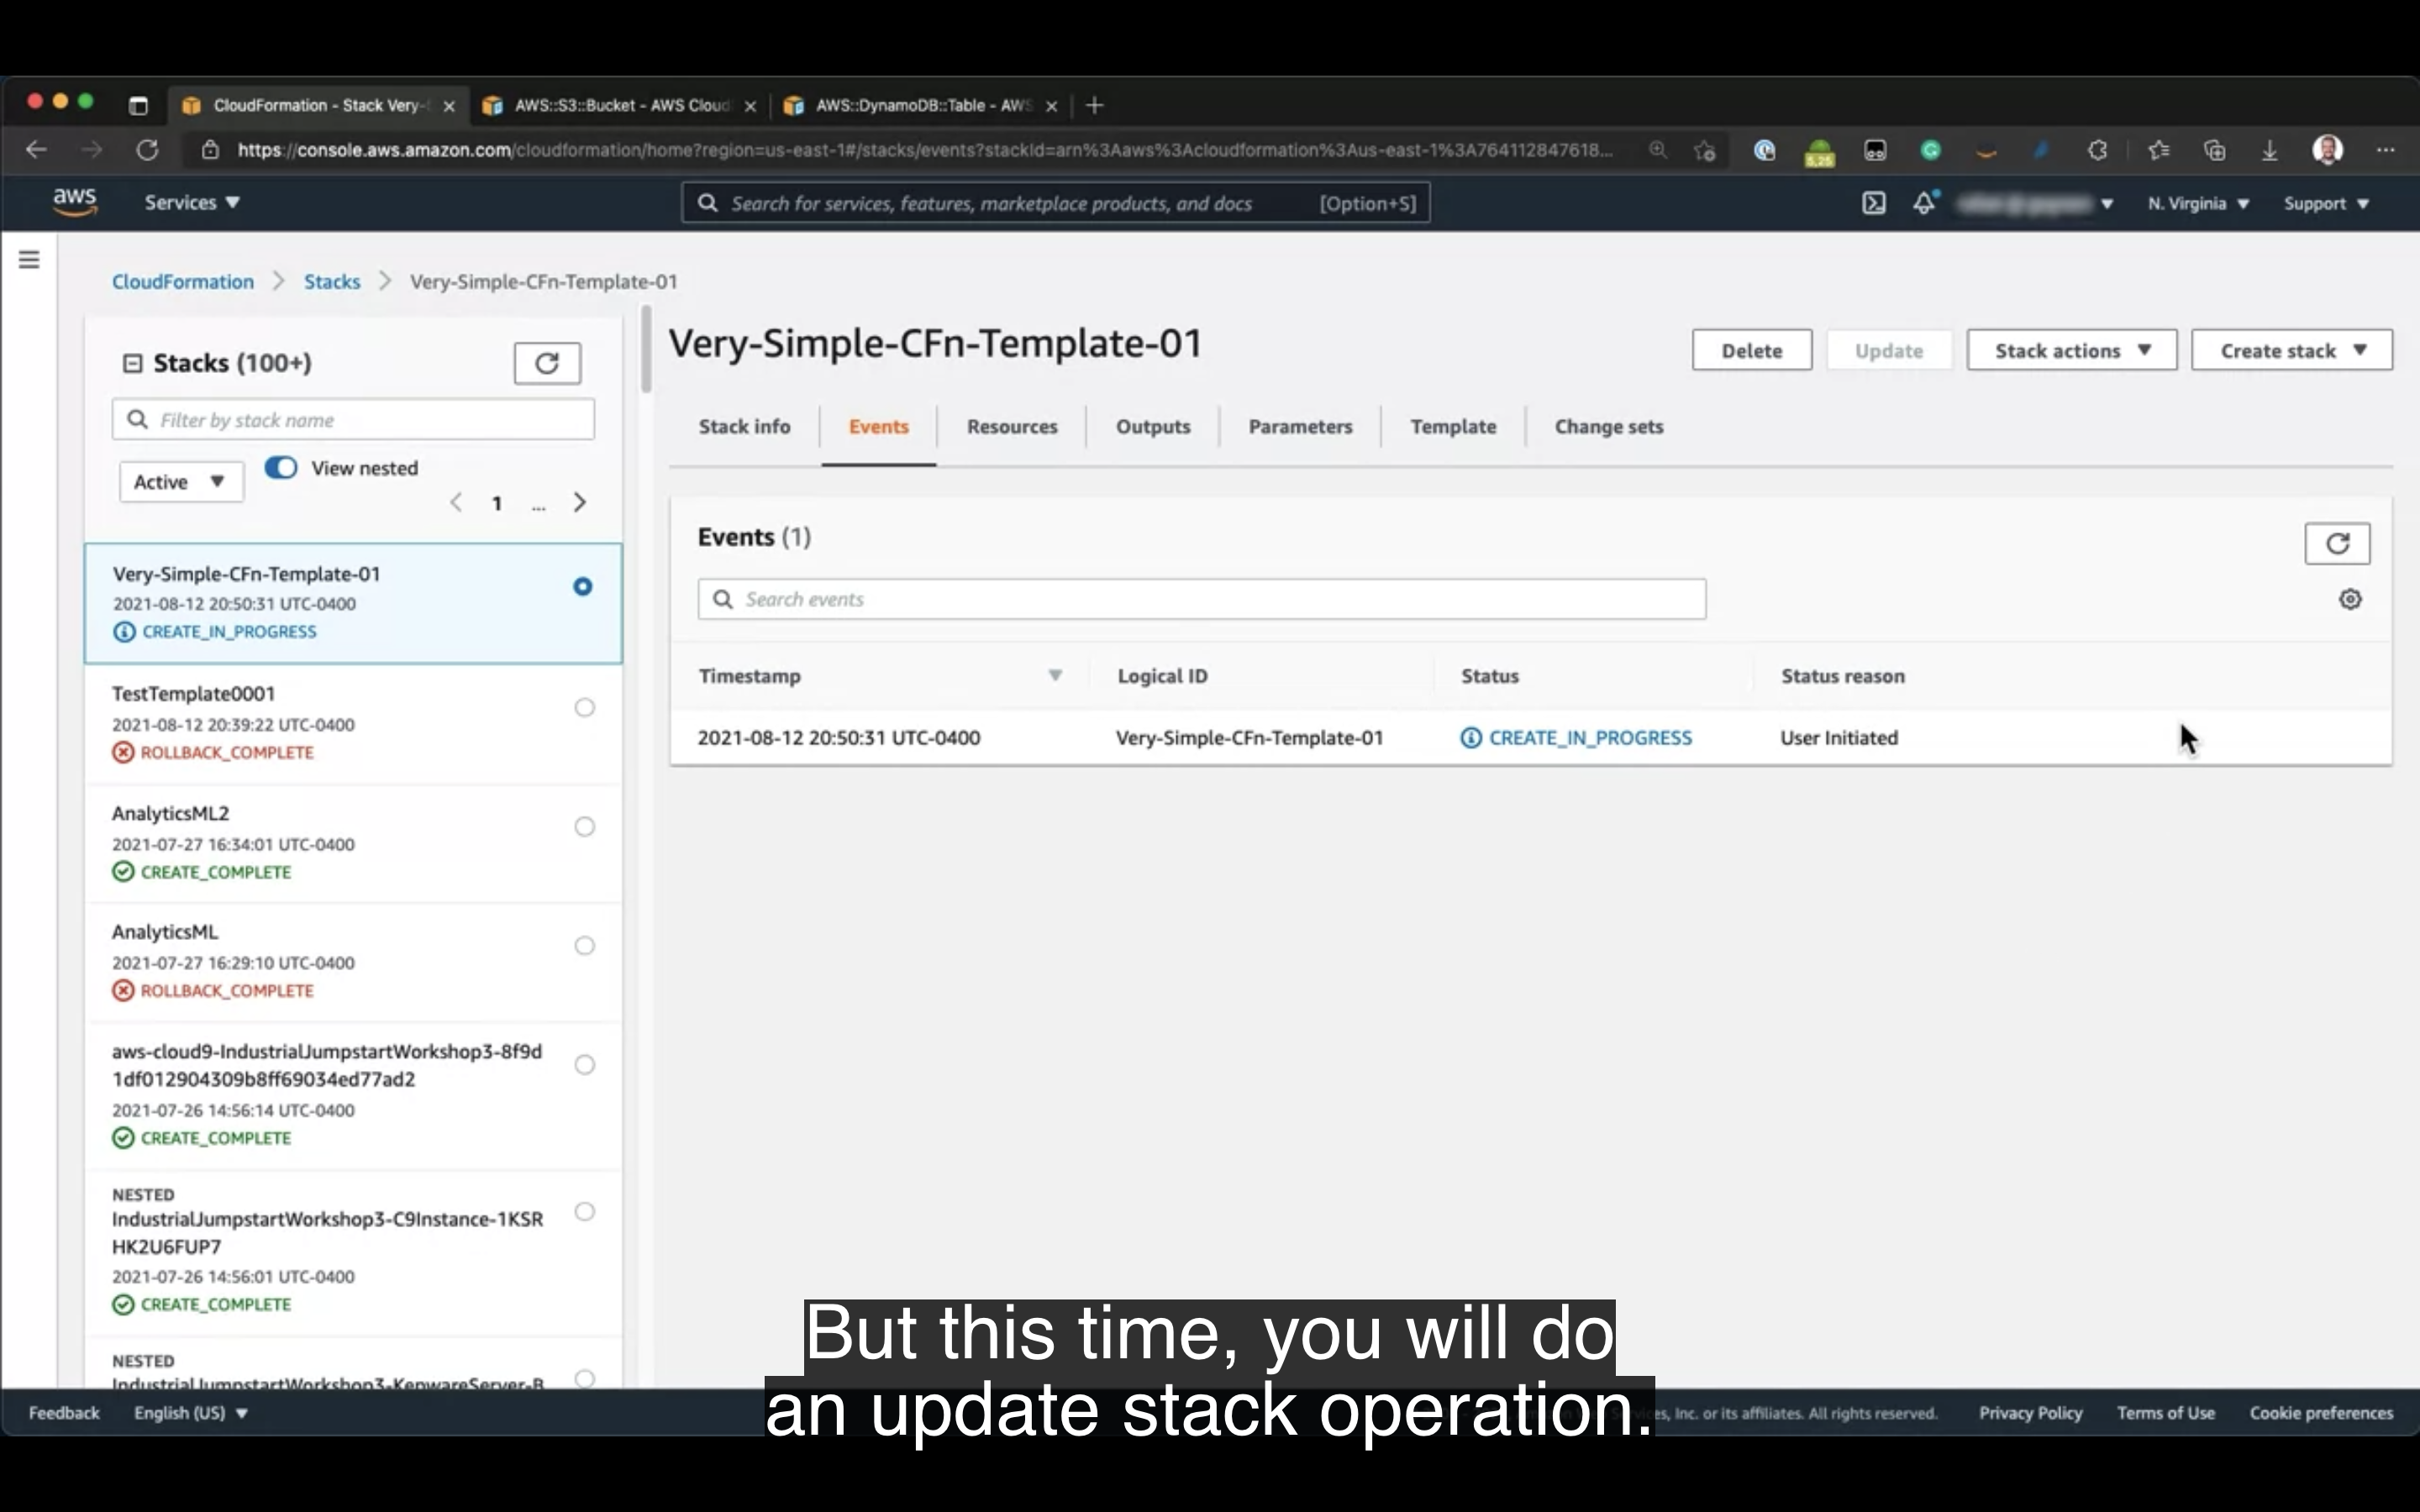 CloudFormation - Stack Very-
AWS::S3::Bucket - AWS Cloud
AWS::DynamoDB::Table - AWS
https://console.aws.amazon.com/cloudformation/home?region=us-east-1#/stacks/events?stackId=arn%3Aaws%3Acloudformation%3Aus-east-1%3A764112847618...
5.25
aws
Services
Search for services, features, marketplace products, and docs [Option+S]
N. Virginia
Support
CloudFormation > Stacks > Very-Simple-CFn-Template-01
Stacks (100+)
Filter by stack name
Active
View nested
1 ...
Very-Simple-CFn-Template-01
2021-08-12 20:50:31 UTC-0400
CREATE_IN_PROGRESS
TestTemplate0001
2021-08-12 20:39:22 UTC-0400
ROLLBACK_COMPLETE
AnalyticsML2
2021-07-27 16:34:01 UTC-0400
CREATE_COMPLETE
AnalyticsML
2021-07-27 16:29:10 UTC-0400
ROLLBACK_COMPLETE
aws-cloud9-IndustrialJumpstartWorkshop3-8f9d
1df012904309b8ff69034ed77ad2
2021-07-26 14:56:14 UTC-0400
CREATE_COMPLETE
NESTED
IndustrialJumpstartWorkshop3-C9Instance-1KSR
HK2U6FUP7
2021-07-26 14:56:01 UTC-0400
CREATE_COMPLETE
NESTED
IndustrialJumpstartWorkshop3-KepwareServer-B
Very-Simple-CFn-Template-01
Delete
Update
Stack actions
Create stack
Stack info
Events
Resources
Outputs
Parameters
Template
Change sets
Events (1)
Search events
Timestamp
Logical ID
Status
Status reason
2021-08-12 20:50:31 UTC-0400
Very-Simple-CFn-Template-01
CREATE_IN_PROGRESS
User Initiated
But this time, you will do
an update stack operation.
Feedback
English (US)
es, Inc. or its affiliates. All rights reserved.
Privacy Policy
Terms of Use
Cookie preferences